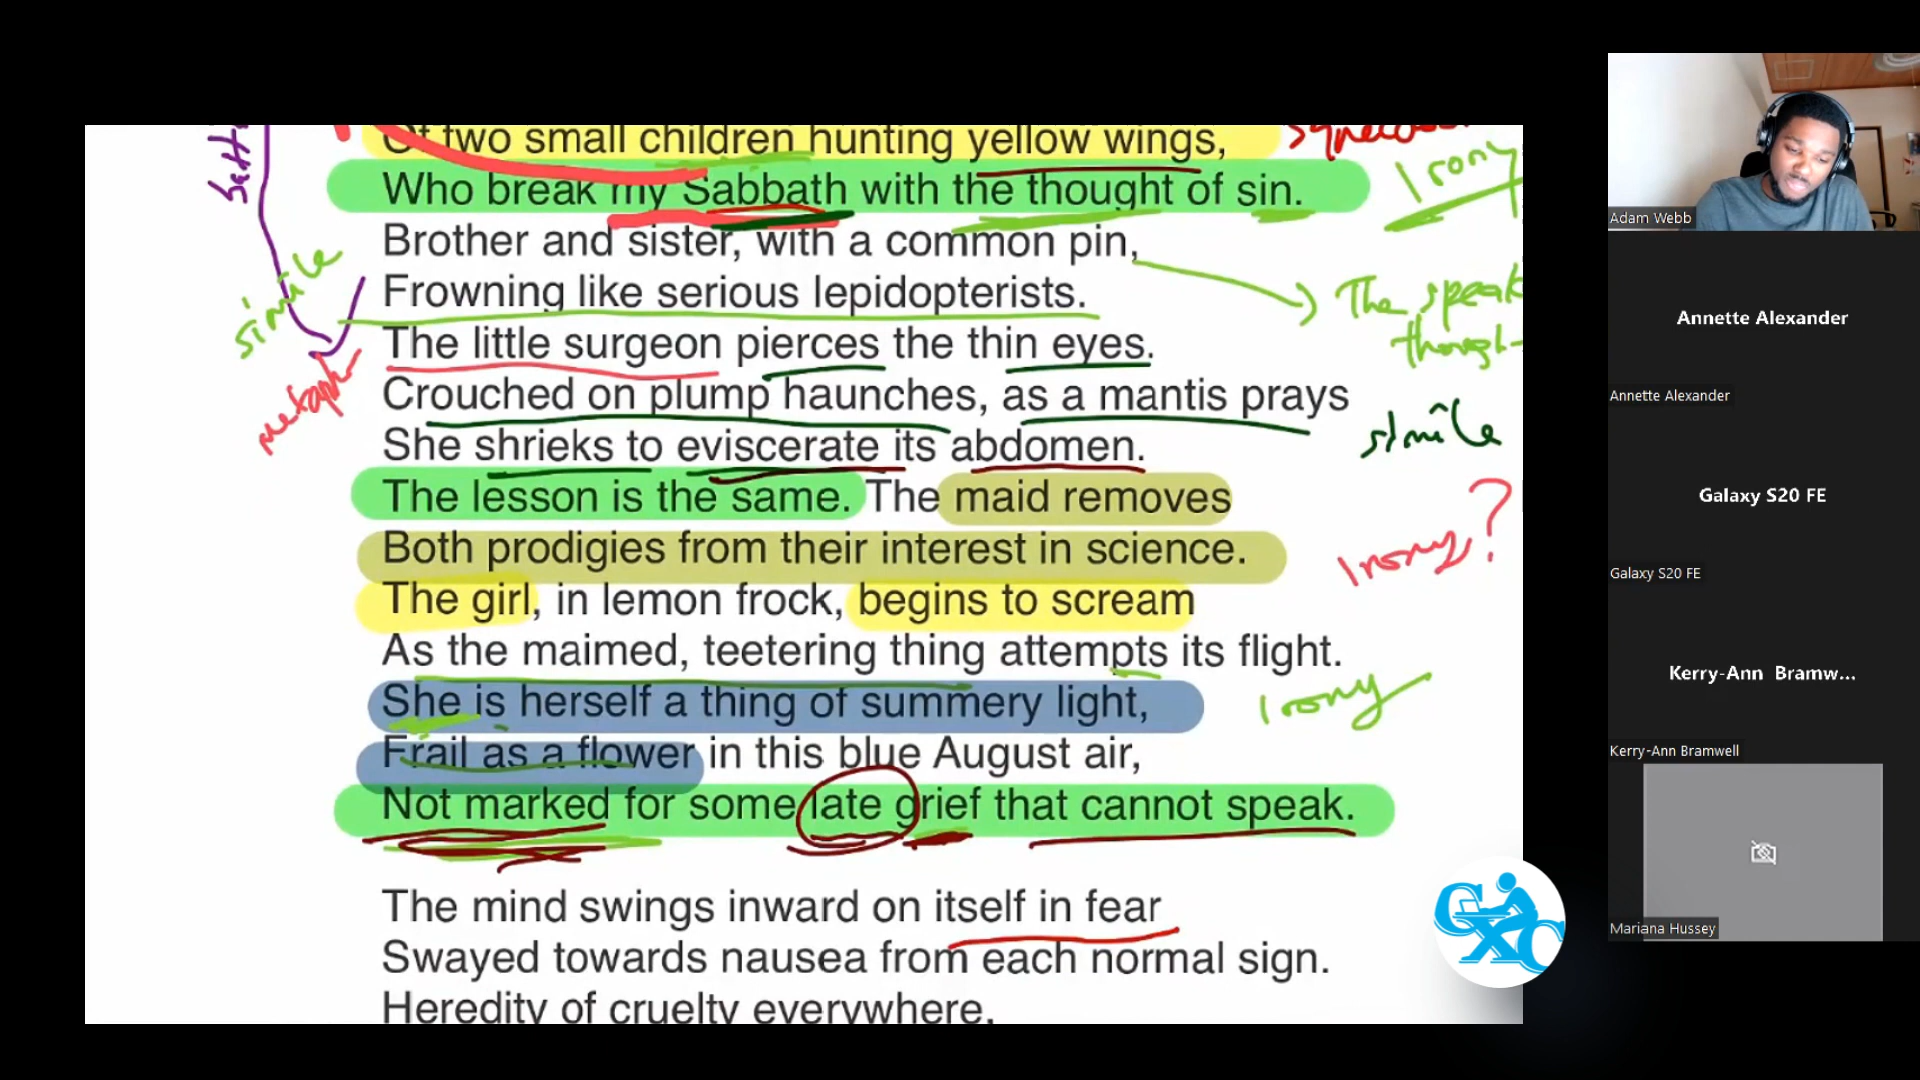 Of two small children hunting yellow wings,
Irony
Who break my Sabbath with the thought of sin.
Brother and sister, with a common pin,
simile
Frowning like serious lepidopterists.
The speak
The little surgeon pierces the thin eyes.
Crouched on plump haunches, as a mantis prays
simile
She shrieks to eviscerate its abdomen.
The lesson is the same. The maid removes
Both prodigies from their interest in science.
Irony?
The girl, in lemon frock, begins to scream
As the maimed, teetering thing attempts its flight.
She is herself a thing of summery light,
Irony
Frail as a flower in this blue August air,
Not marked for some late grief that cannot speak.
The mind swings inward on itself in fear
Swayed towards nausea from each normal sign.
Heredity of cruelty everywhere,
CXC
Adam Webb
Annette Alexander
Annette Alexander
Galaxy S20 FE
Galaxy S20 FE
Kerry-Ann Bramw...
Kerry-Ann Bramwell
Mariana Hussey